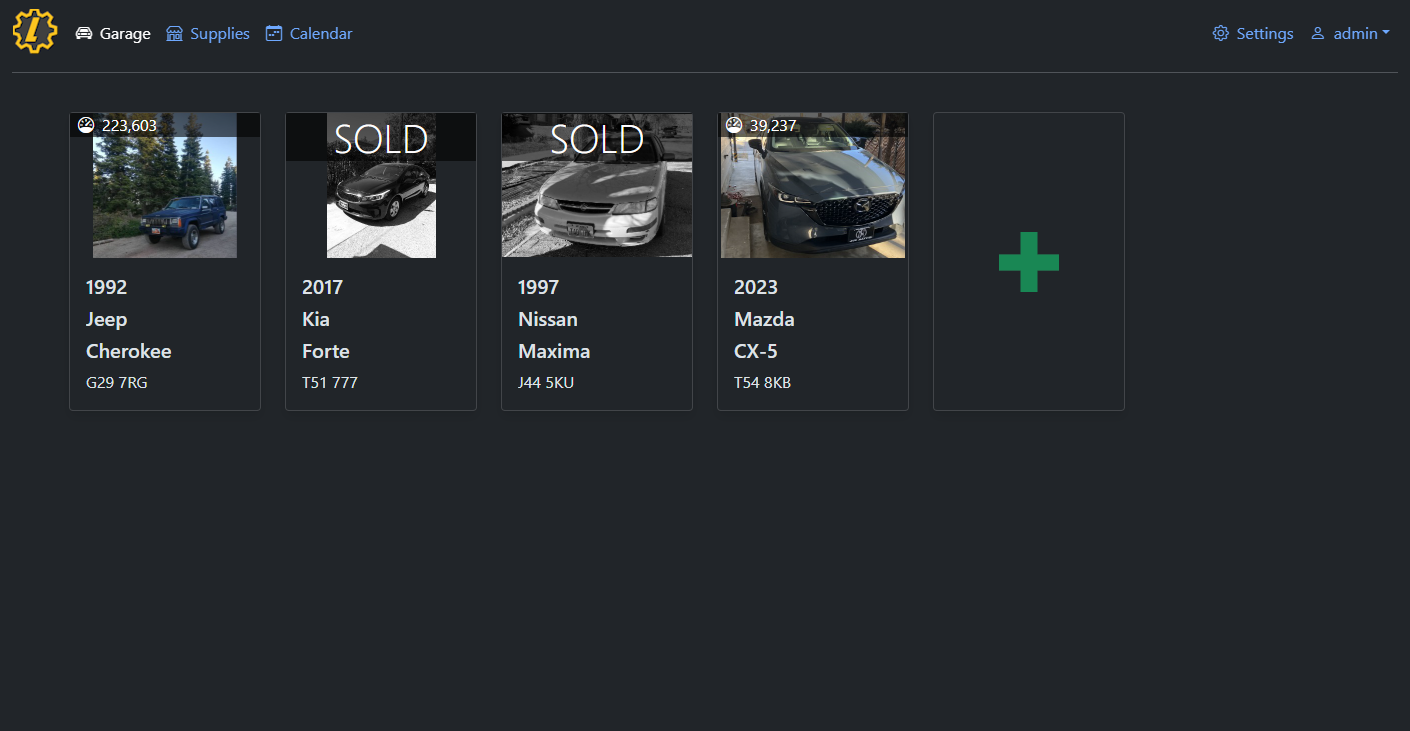 Garage Supplies Calendar Settings admin
223,603
1992
Jeep
Cherokee
G29 7RG
SOLD
2017
Kia
Forte
T51 777
SOLD
1997
Nissan
Maxima
J44 5KU
39,237
2023
Mazda
CX-5
T54 8KB